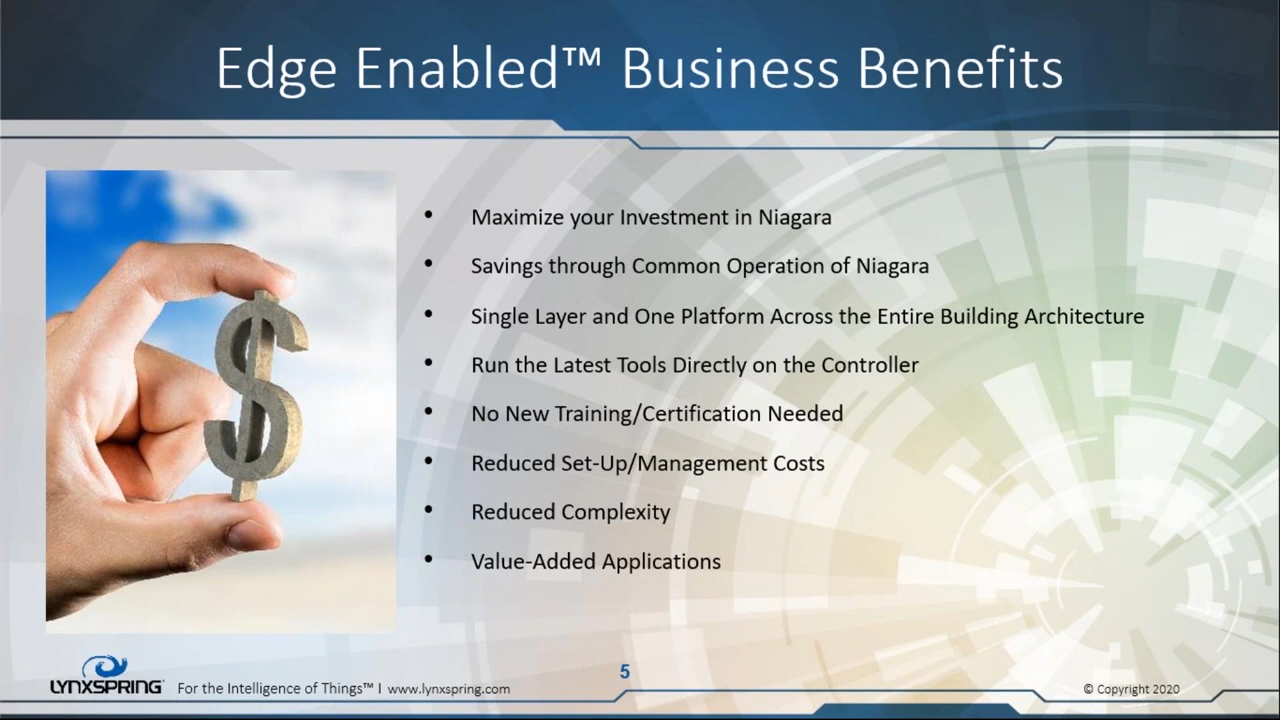 Edge Enabled™ Business Benefits
• Maximize your Investment in Niagara
• Savings through Common Operation of Niagara
• Single Layer and One Platform Across the Entire Building Architecture
• Run the Latest Tools Directly on the Controller
• No New Training/Certification Needed
• Reduced Set-Up/Management Costs
• Reduced Complexity
• Value-Added Applications
$
5
LYNXSPRING For the Intelligence of Things™ | www.lynxspring.com
© Copyright 2020